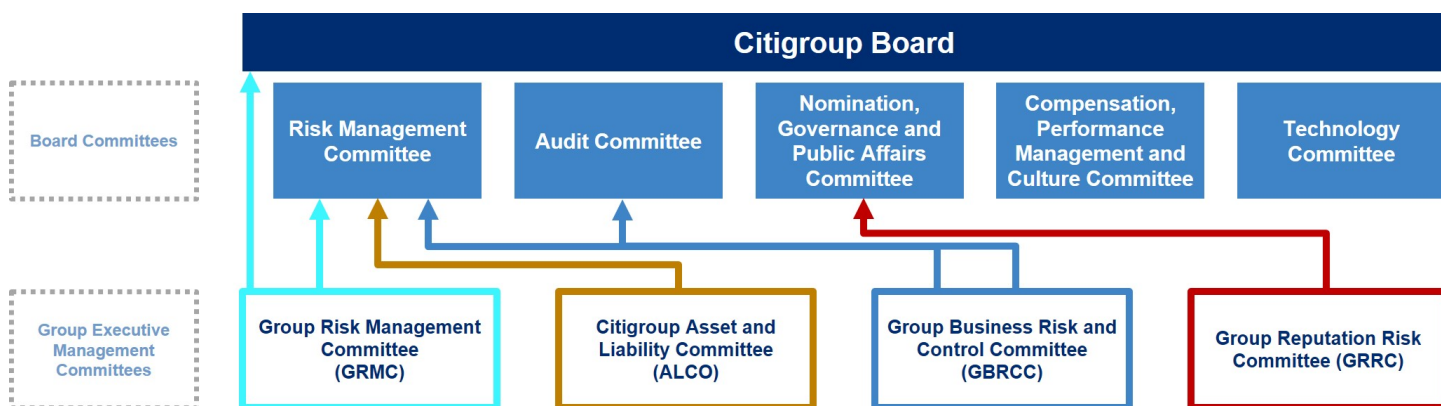 Citigroup Board
Board Committees
Risk Management
Committee
Audit Committee
Nomination,
Governance and
Public Affairs
Committee
Compensation,
Performance
Management and
Culture Committee
Technology
Committee
Group Executive
Management
Committees
Group Risk Management
Committee
(GRMC)
Citigroup Asset and
Liability Committee
(ALCO)
Group Business Risk and
Control Committee
(GBRCC)
Group Reputation Risk
Committee (GRRC)